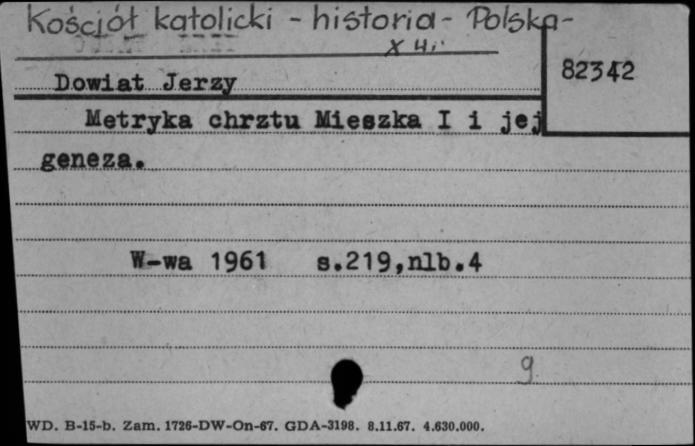 Kościół katolicki - historia - Polska -
X w.
82342
Dowiat Jerzy
Metryka chrztu Mieszka I i jej
geneza.
W-wa 1961 s.219,nlb.4
9
WD. B-15-b. Zam. 1726-DW-On-67. GDA-3198. 8.11.67. 4.630.000.